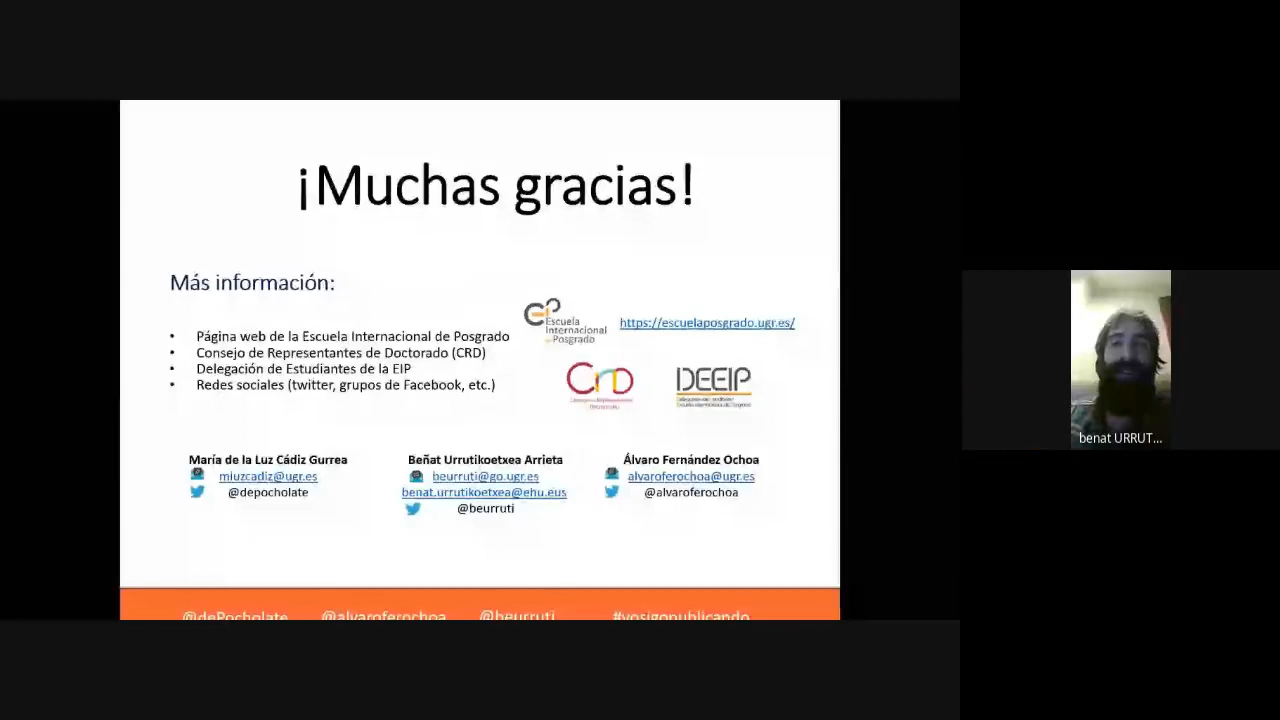 ¡Muchas gracias!
Más información:
• Página web de la Escuela Internacional de Posgrado
• Consejo de Representantes de Doctorado (CRD)
• Delegación de Estudiantes de la EIP
• Redes sociales (twitter, grupos de Facebook, etc.)
Escuela
Internacional
de Posgrado
https://escuelaposgrado.ugr.es/
CRD
DEEIP
María de la Luz Cádiz Gurrea
miuzcadiz@ugr.es
@depocholate
Beñat Urrutikoetxea Arrieta
beurruti@go.ugr.es
benat.urrutikoetxea@ehu.eus
@beurruti
Álvaro Fernández Ochoa
alvaroferochoa@ugr.es
@alvaroferochoa
@dePocholate @alvaroferochoa @beurruti #yosigopublicando
benat URRUT...